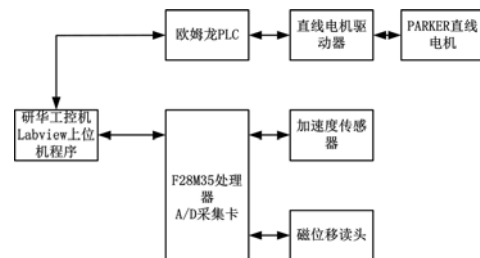 欧姆龙PLC
直线电机驱
动器
PARKER直线
电机
研华工控机
Labview上位
机程序
F28M35处理
器
A/D采集卡
加速度传感
器
磁位移读头